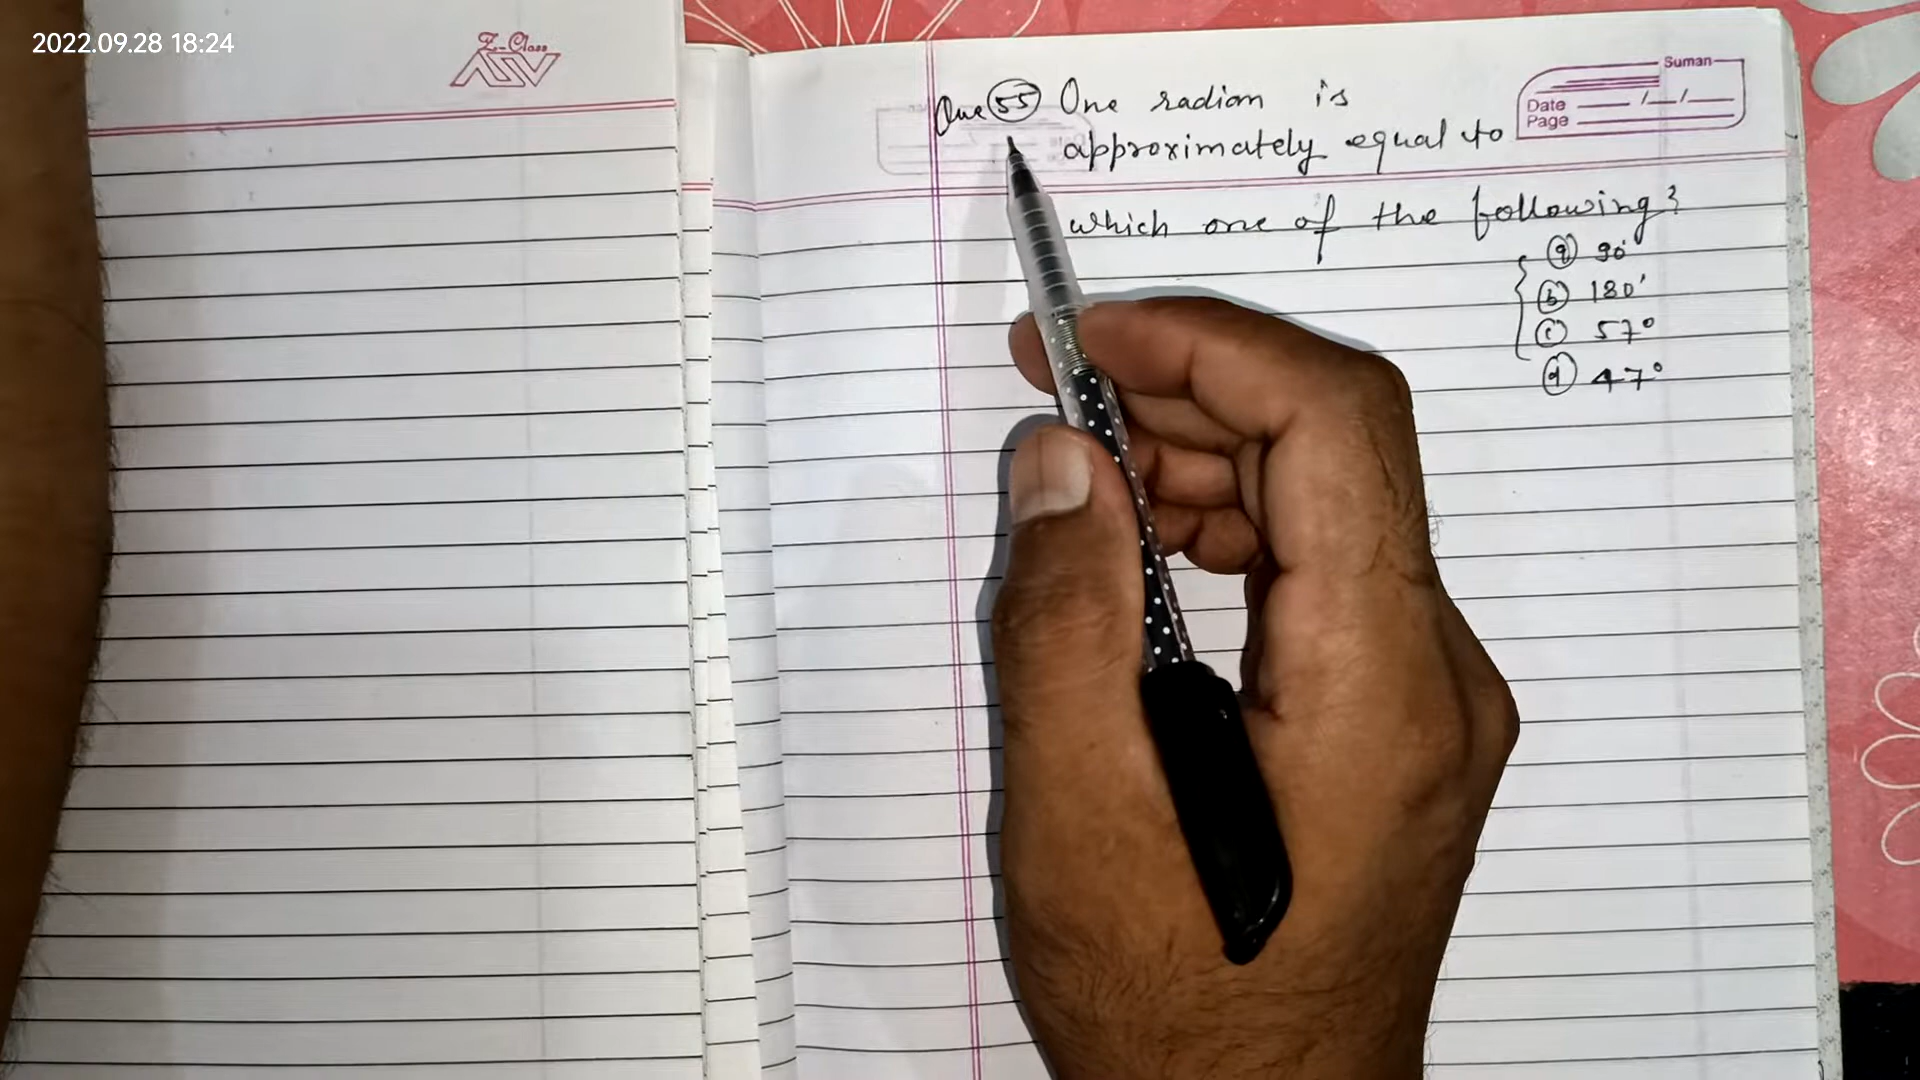 2022.09.28 18:24
E-Class
Suman
Date
Page
Que 55 One radian is
approximately equal to
which one of the following?
(a) 90°
(b) 180'
(c) 57°
(d) 47°